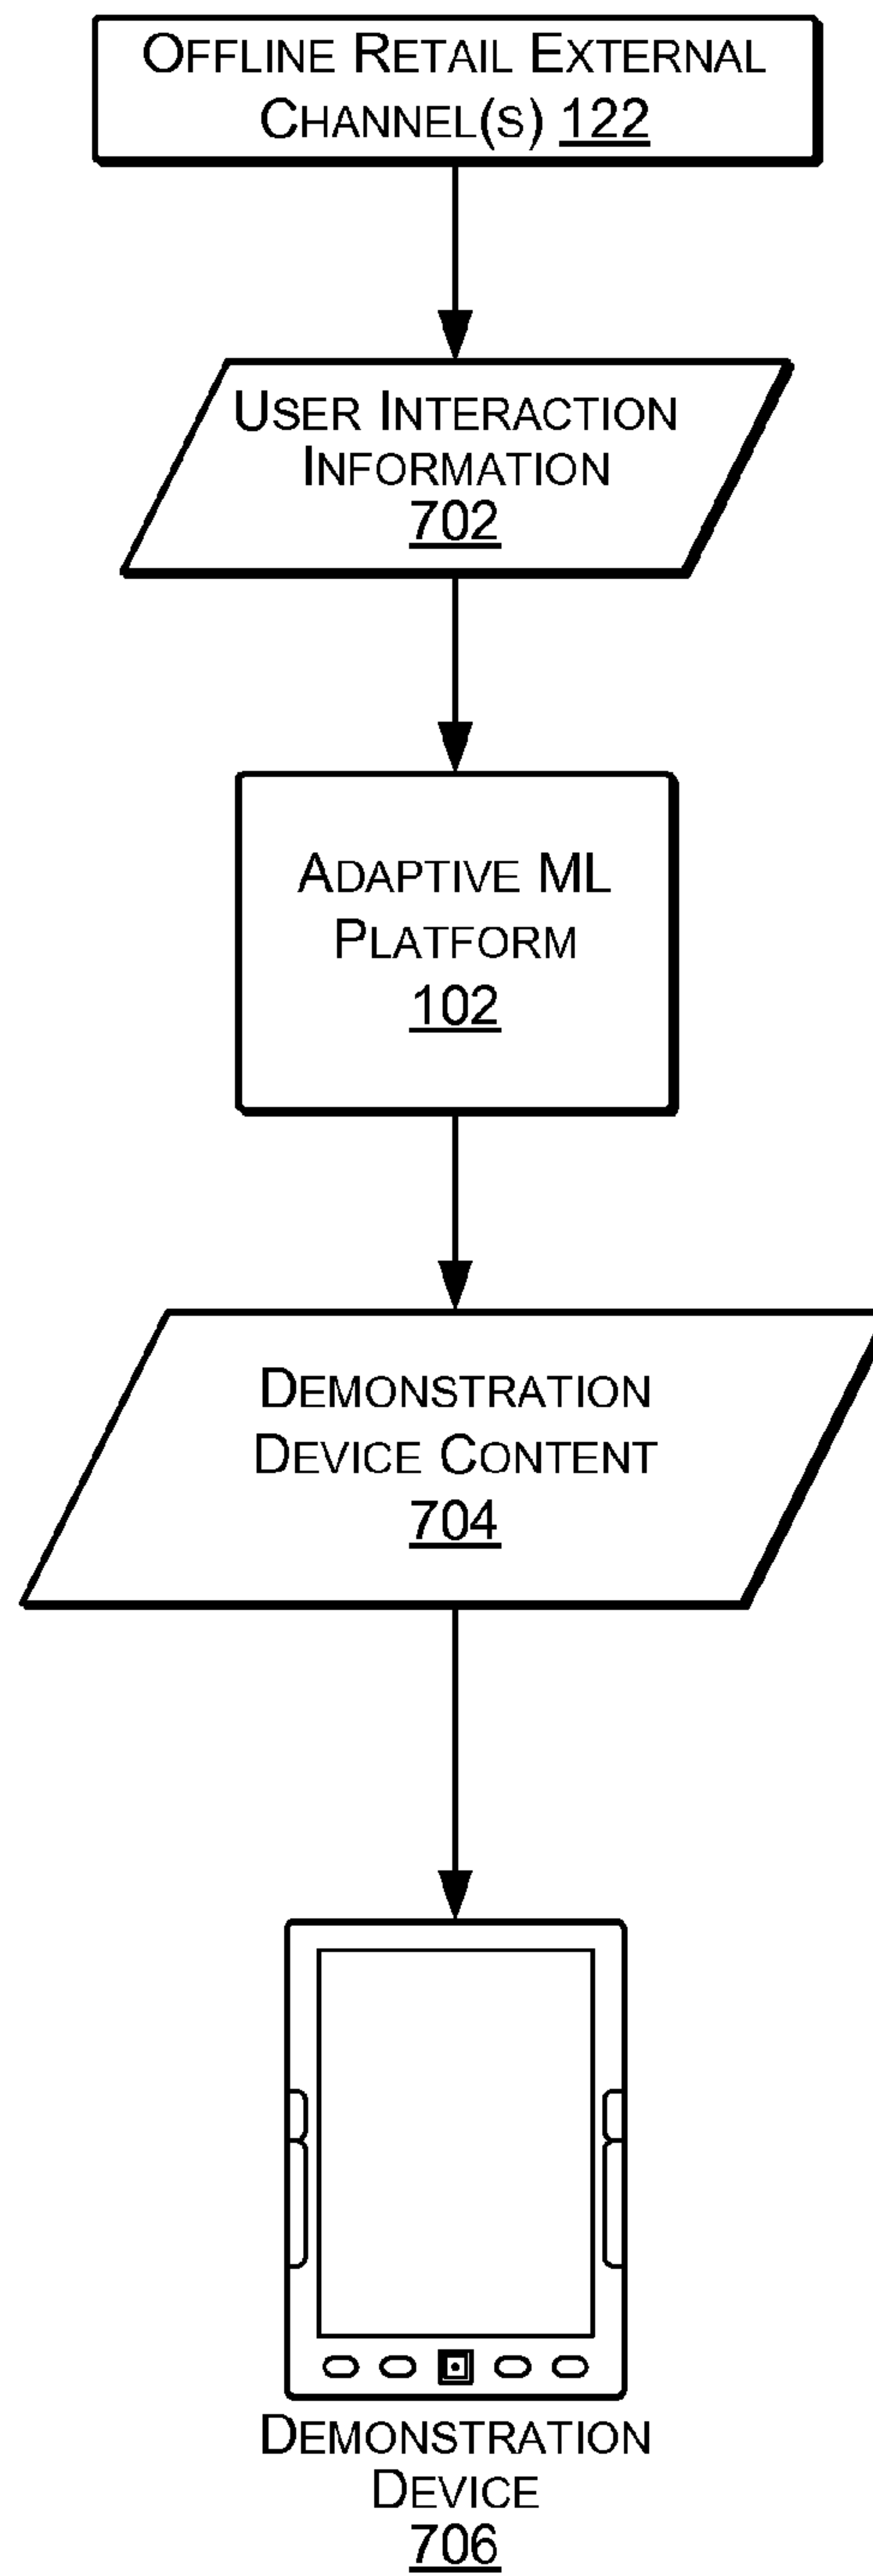 OFFLINE RETAIL EXTERNAL
CHANNEL(S) 122
USER INTERACTION
INFORMATION
702
ADAPTIVE ML
PLATFORM
102
DEMONSTRATION
DEVICE CONTENT
704
DEMONSTRATION
DEVICE
706